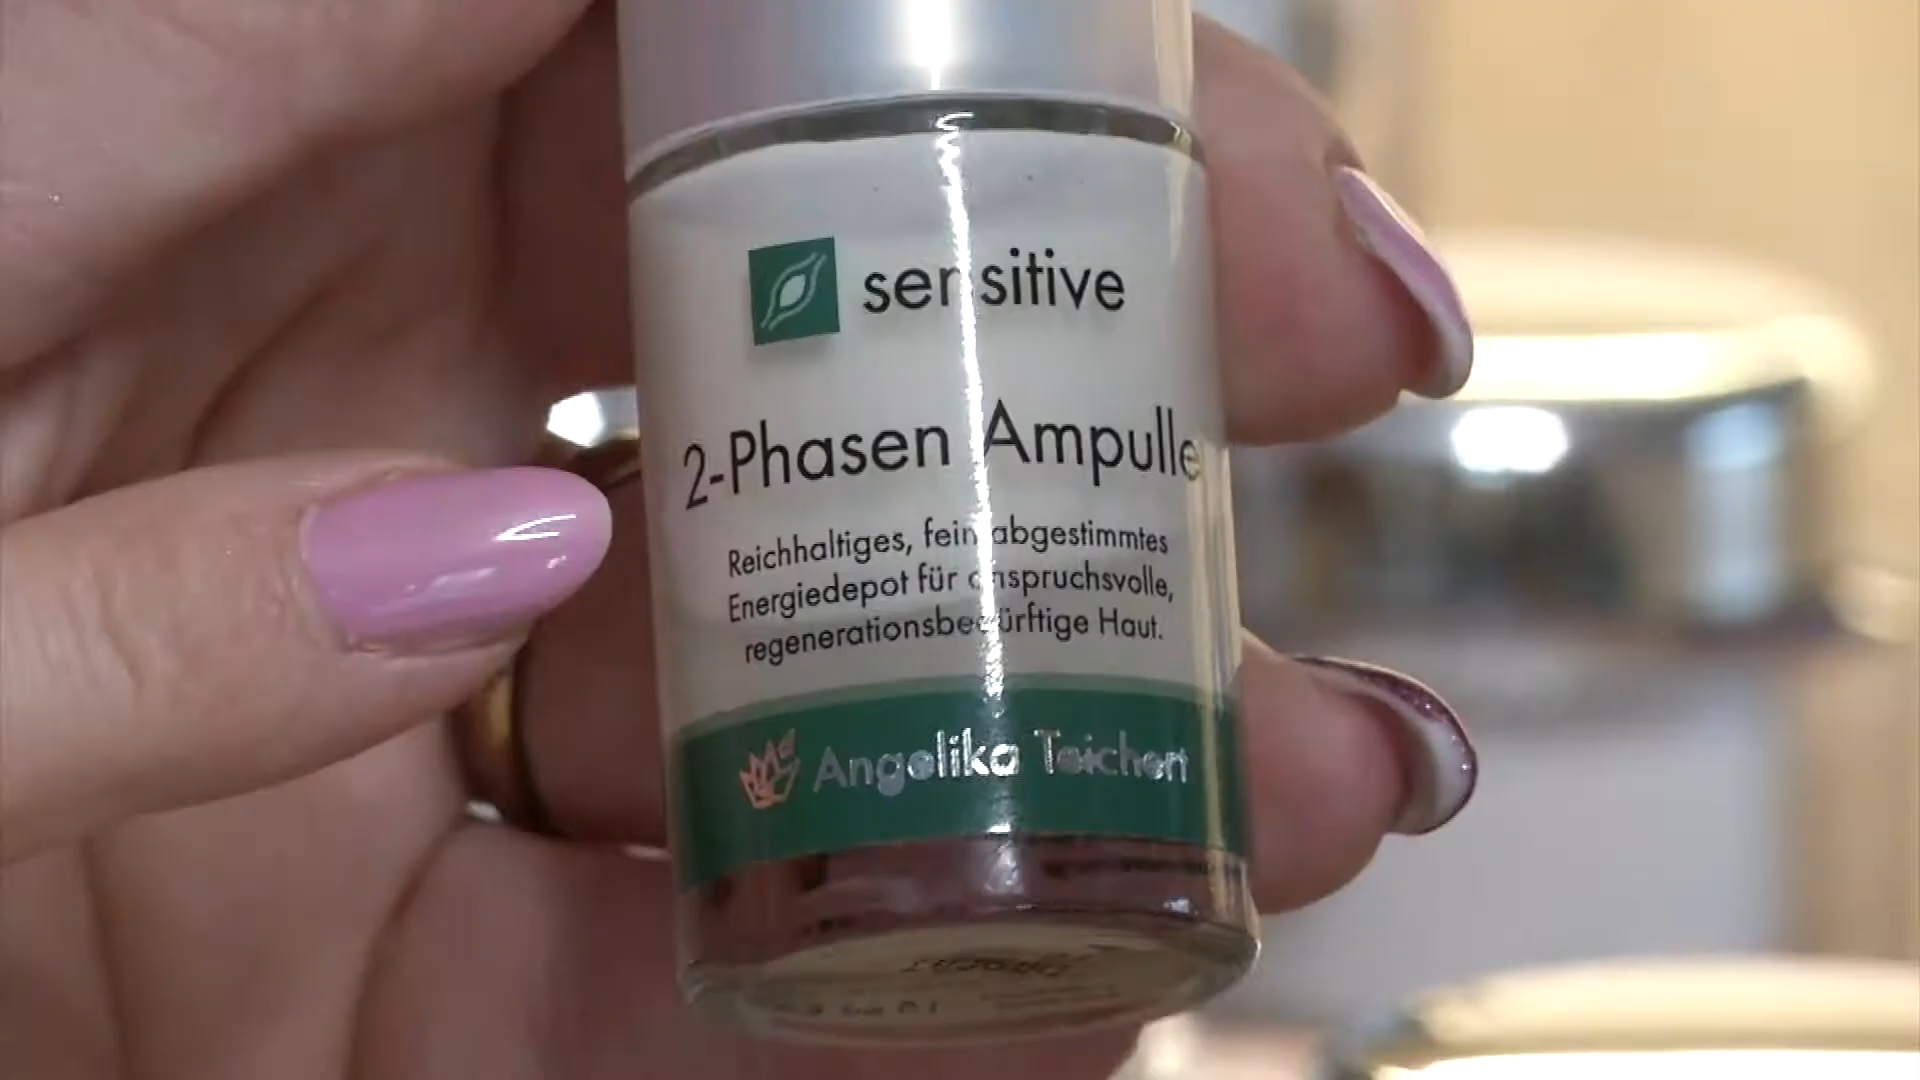 sensitive
2-Phasen Ampulle
Reichhaltiges, fein abgestimmtes
Energiedepot für anspruchsvolle,
regenerationsbedürftige Haut.
Angelika Teichert